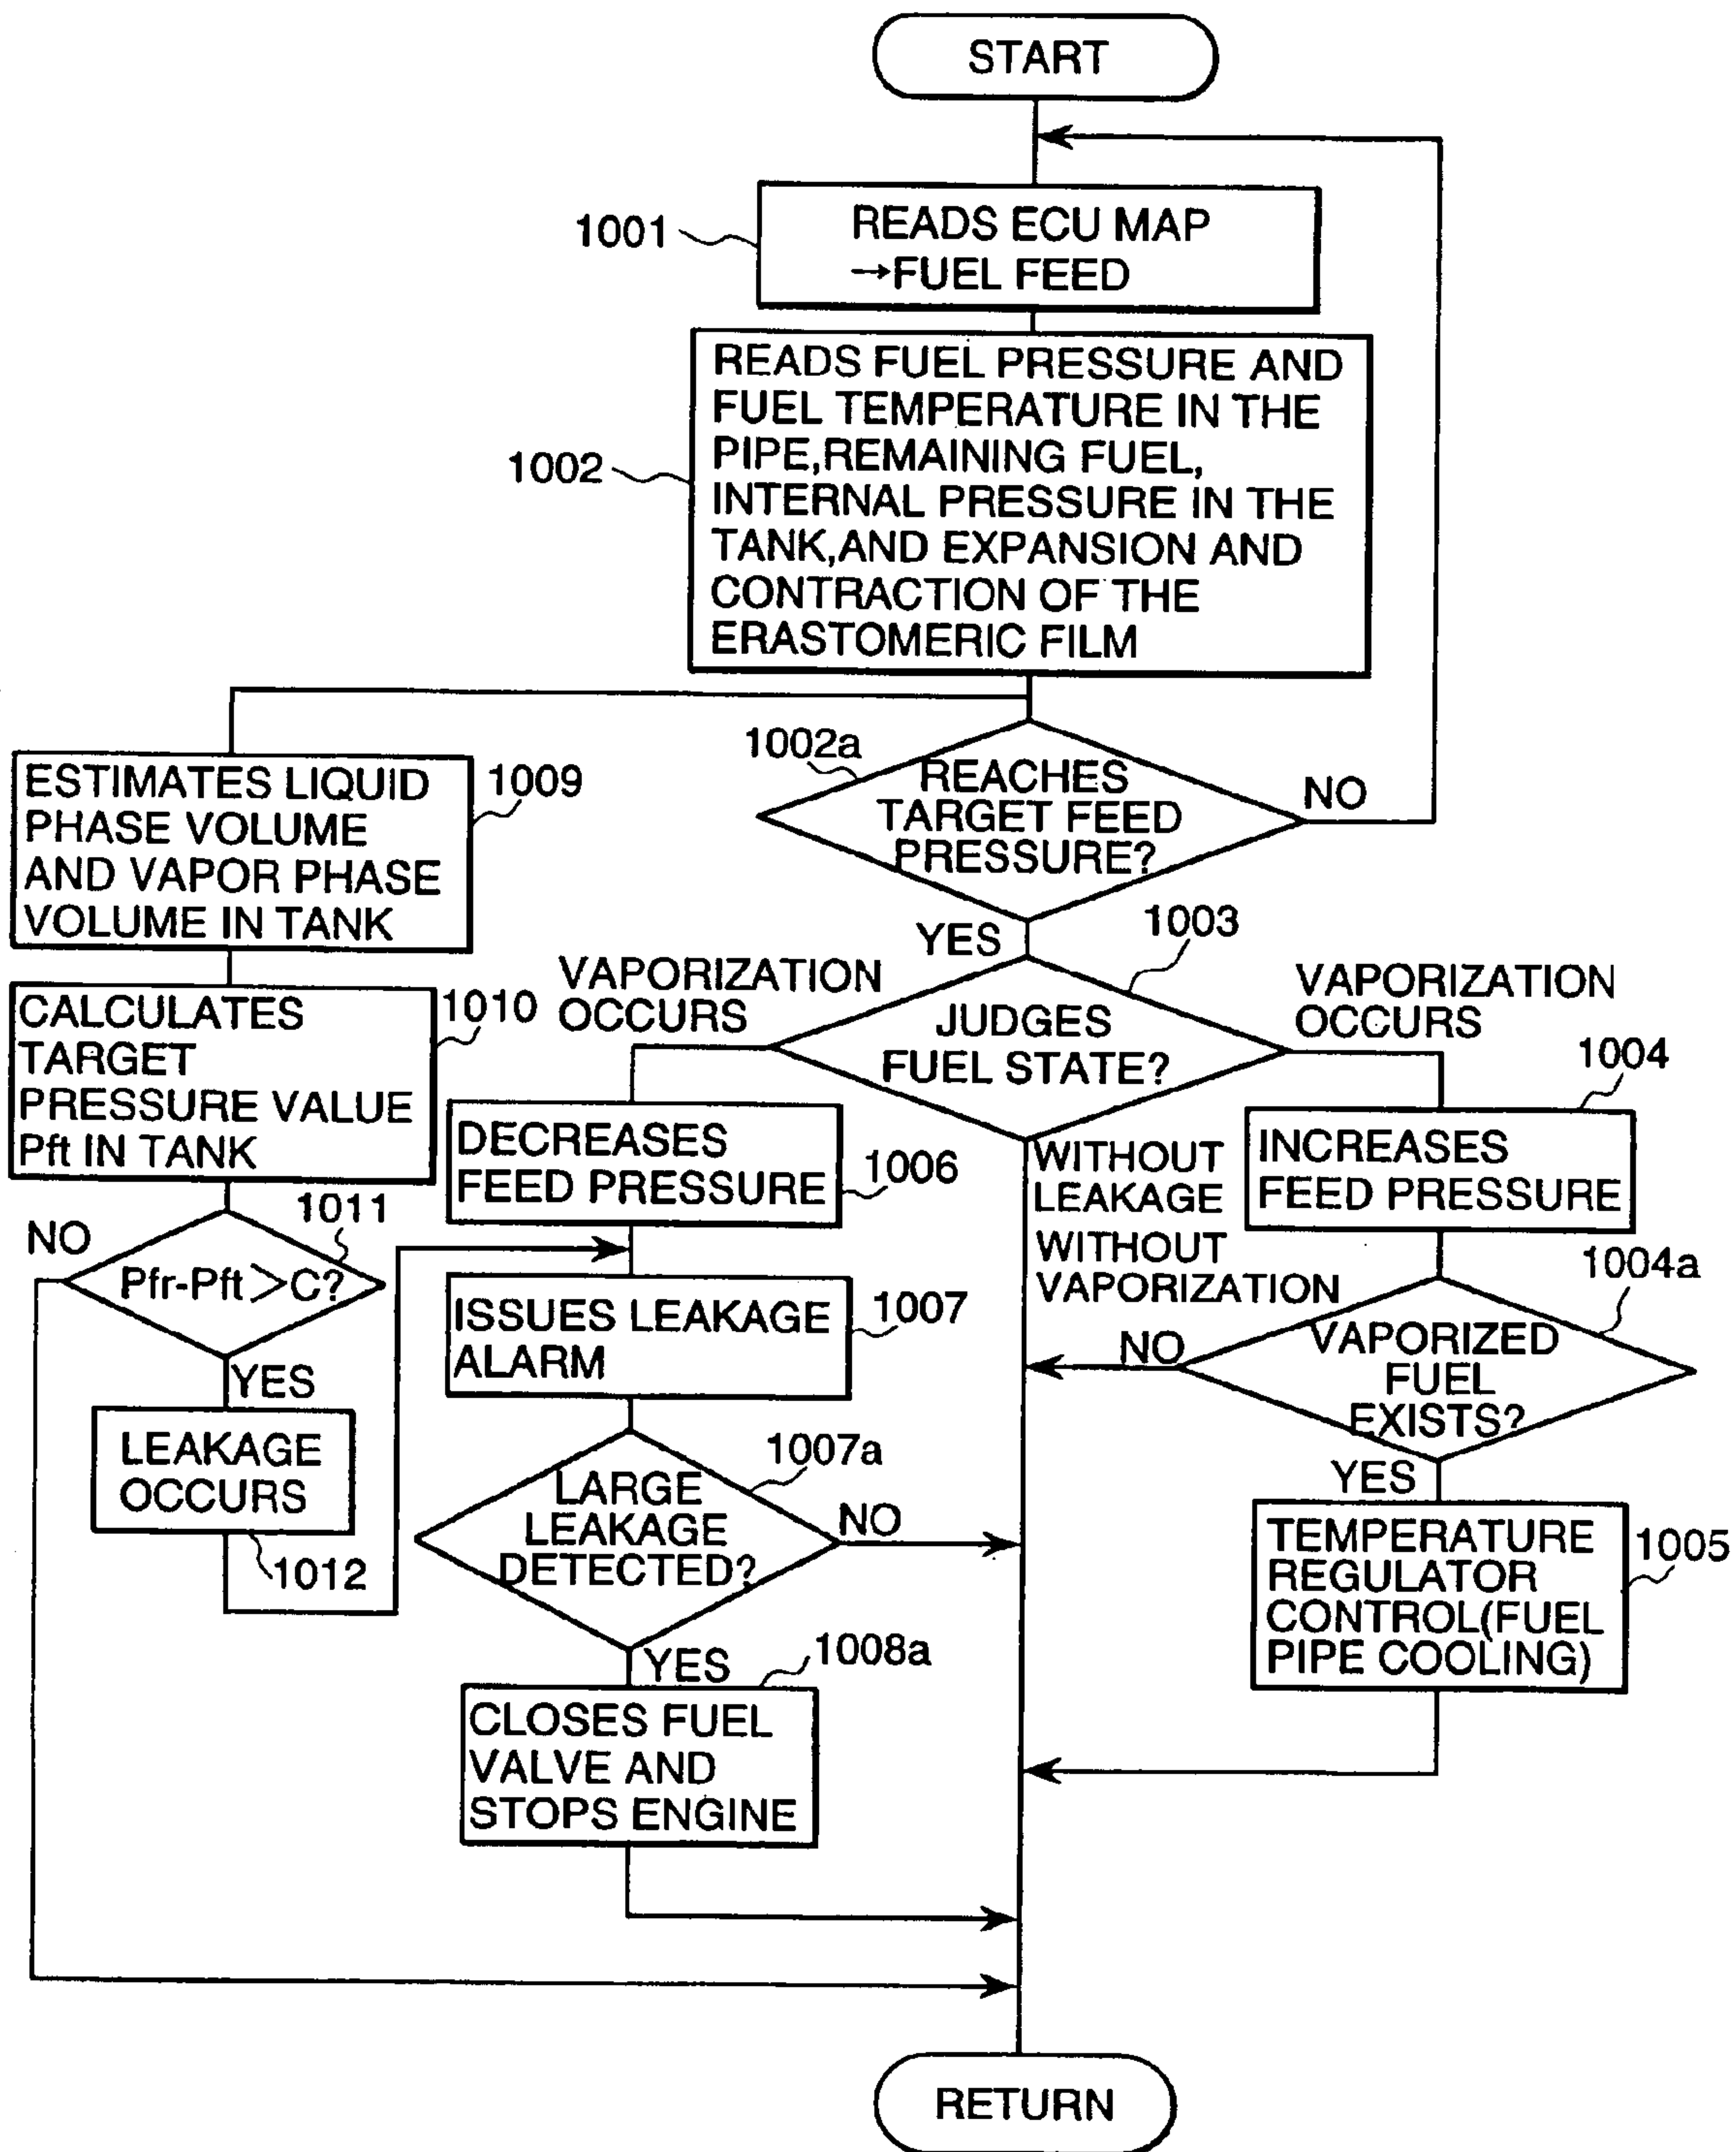 START
1001
READS ECU MAP
→FUEL FEED
1002
READS FUEL PRESSURE AND
FUEL TEMPERATURE IN THE
PIPE,REMAINING FUEL,
INTERNAL PRESSURE IN THE
TANK,AND EXPANSION AND
CONTRACTION OF THE
ERASTOMERIC FILM
1002a
REACHES
TARGET FEED
PRESSURE?
NO
YES
1009
ESTIMATES LIQUID
PHASE VOLUME
AND VAPOR PHASE
VOLUME IN TANK
1010
CALCULATES
TARGET
PRESSURE VALUE
Pft IN TANK
1011
NO
Pfr-Pft>C?
YES
LEAKAGE
OCCURS
1012
1003
JUDGES
FUEL STATE?
VAPORIZATION
OCCURS
DECREASES
FEED PRESSURE
1006
ISSUES LEAKAGE
ALARM
1007
1007a
LARGE
LEAKAGE
DETECTED?
NO
YES
1008a
CLOSES FUEL
VALVE AND
STOPS ENGINE
WITHOUT
LEAKAGE
WITHOUT
VAPORIZATION
VAPORIZATION
OCCURS
1004
INCREASES
FEED PRESSURE
1004a
VAPORIZED
FUEL
EXISTS?
NO
YES
TEMPERATURE
REGULATOR
CONTROL(FUEL
PIPE COOLING)
1005
RETURN